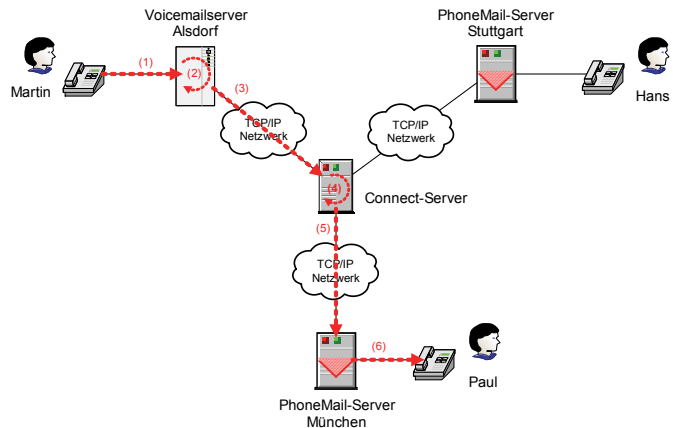 Voicemailserver
Alsdorf
PhoneMail-Server
Stuttgart
(1)
(2)
(3)
Martin
Hans
TCP/IP
Netzwerk
TCP/IP
Netzwerk
(4)
Connect-Server
(5)
TCP/IP
Netzwerk
(6)
Paul
PhoneMail-Server
München